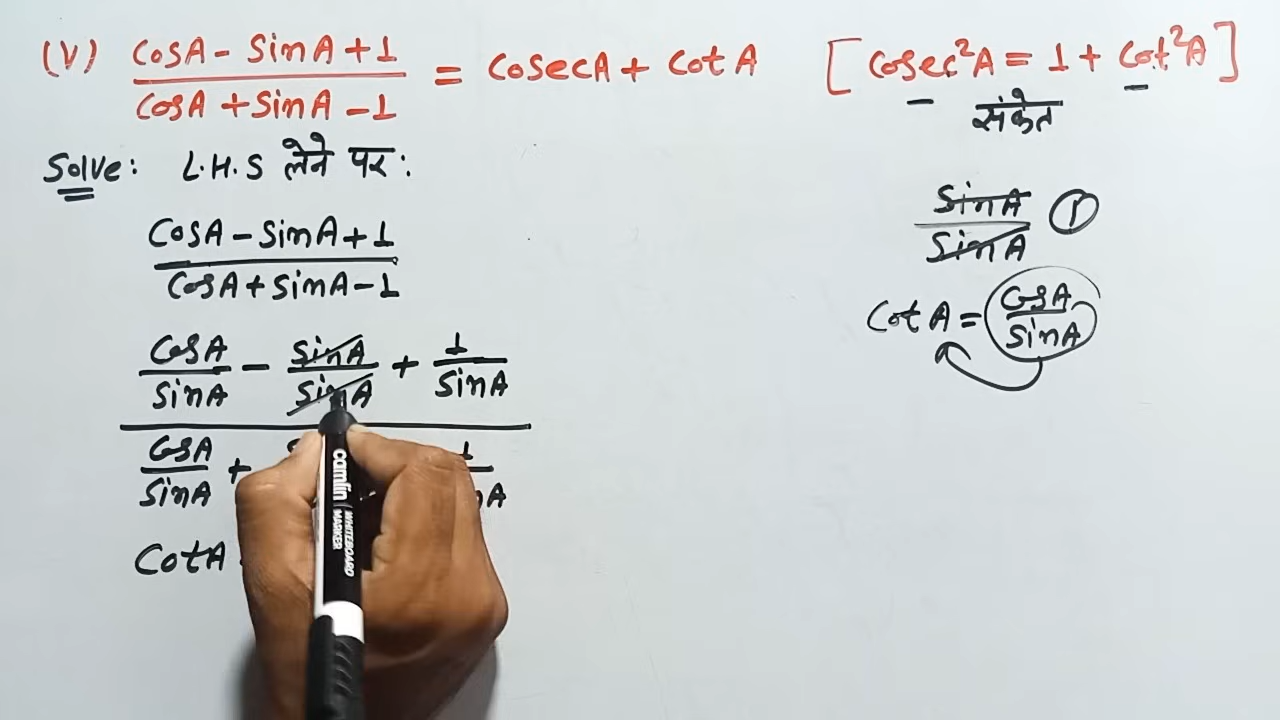 (V) CosA - SinA + 1 / CosA + SinA - 1 = CosecA + Cot A
[Cosec²A = 1 + Cot²A]
संकेत
Solve: L.H.S लेने पर:
CosA - SinA + 1
CosA + SinA - 1
CosA/SinA - SinA/SinA + 1/SinA
CosA/SinA +
CotA
SinA/SinA 1
Cot A = CosA/SinA
camlin
WHITEBOARD MARKER